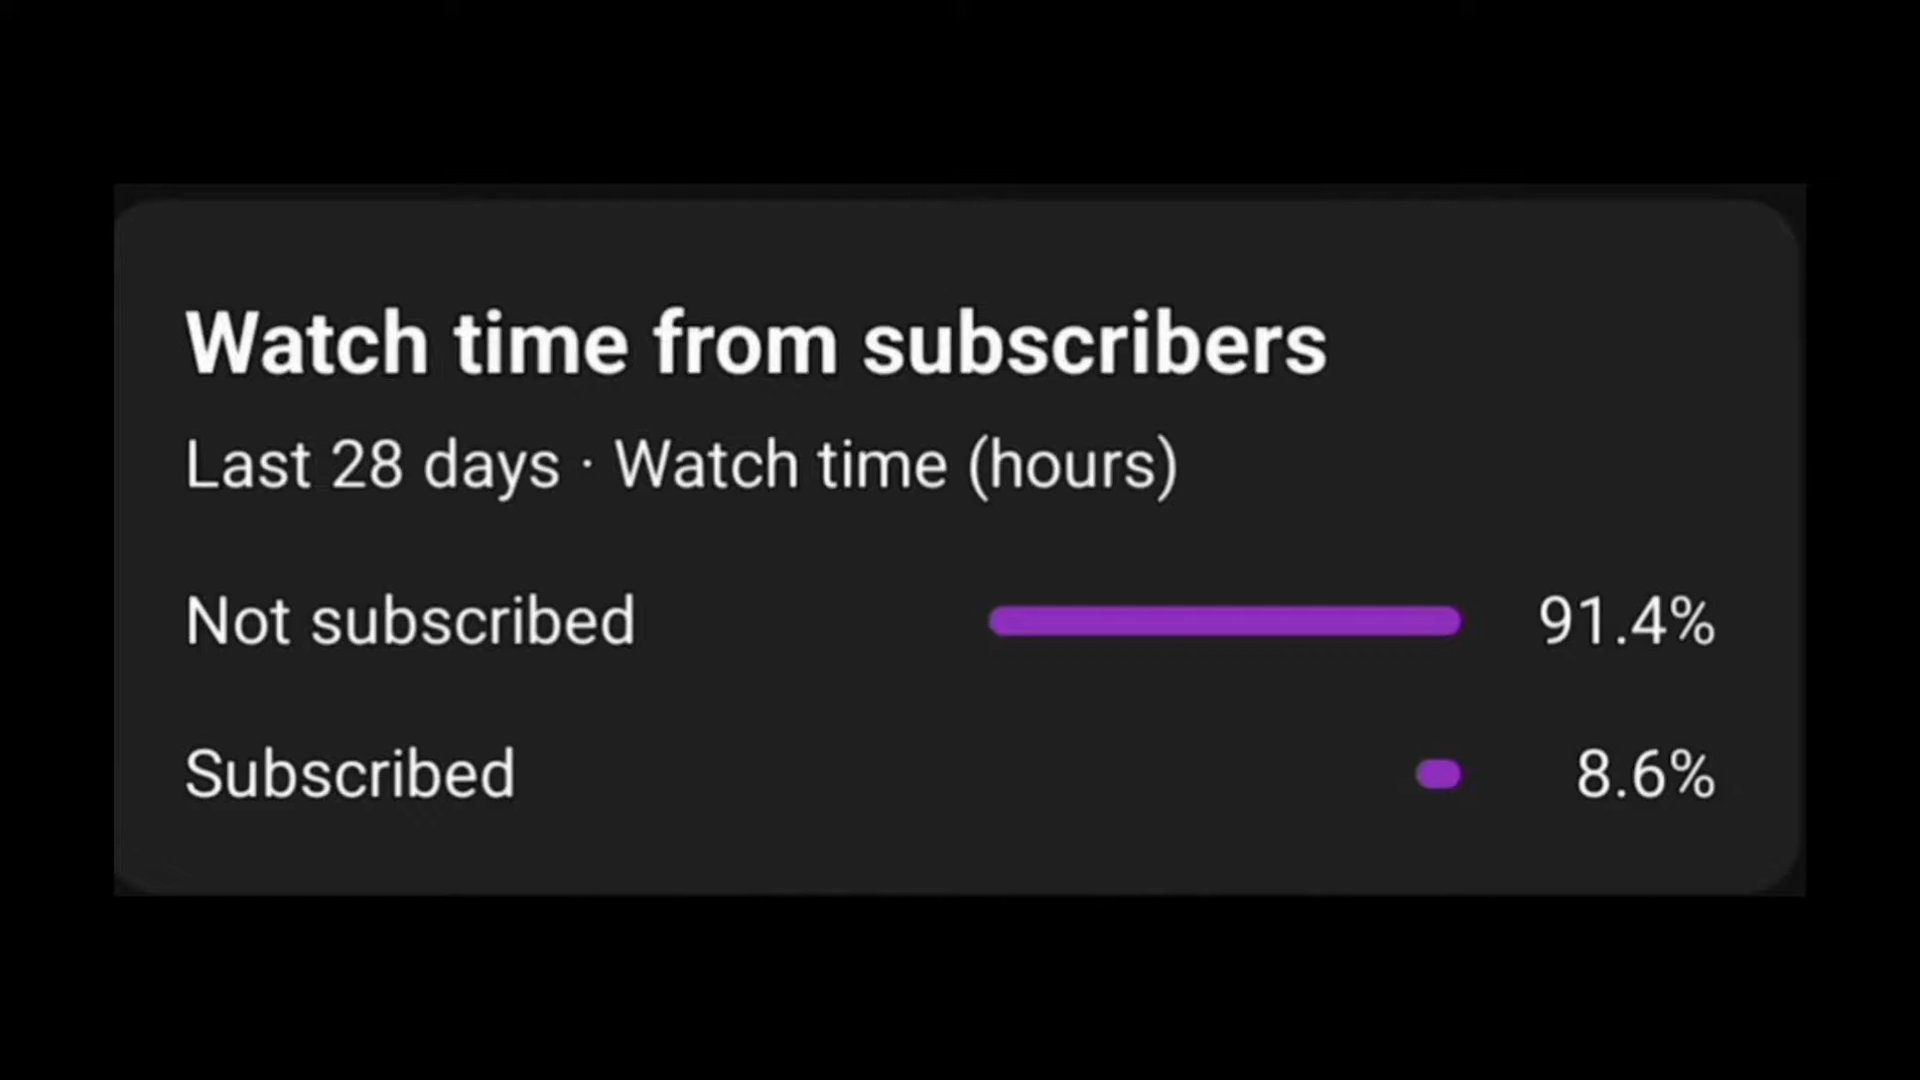 Watch time from subscribers
Last 28 days · Watch time (hours)
Not subscribed 91.4%
Subscribed 8.6%